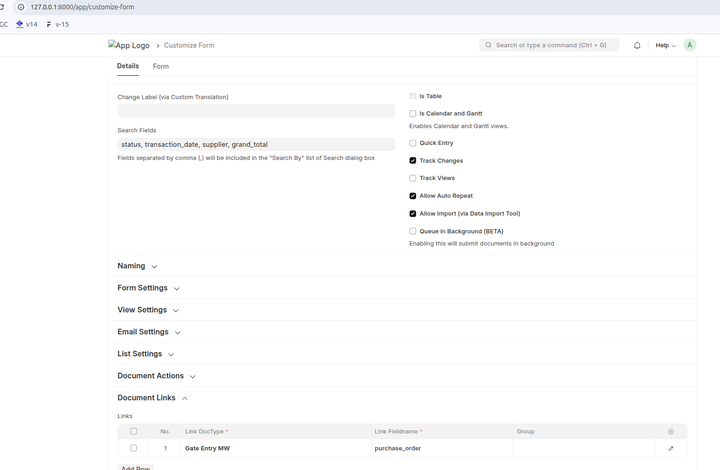 127.0.0.1:8000/app/customize-form
GC v14 v-15
App Logo Customize Form Search or type a command (Ctrl + G) Help A
Details Form
Change Label (via Custom Translation)
Search Fields
status, transaction_date, supplier, grand_total
Fields separated by comma (,) will be included in the "Search By" list of Search dialog box
Is Table
Is Calendar and Gantt
Enables Calendar and Gantt views.
Quick Entry
Track Changes
Track Views
Allow Auto Repeat
Allow Import (via Data Import Tool)
Queue in Background (BETA)
Enabling this will submit documents in background
Naming
Form Settings
View Settings
Email Settings
List Settings
Document Actions
Document Links
Links
No. Link DocType * Link Fieldname * Group
1 Gate Entry MW purchase_order
Add Row